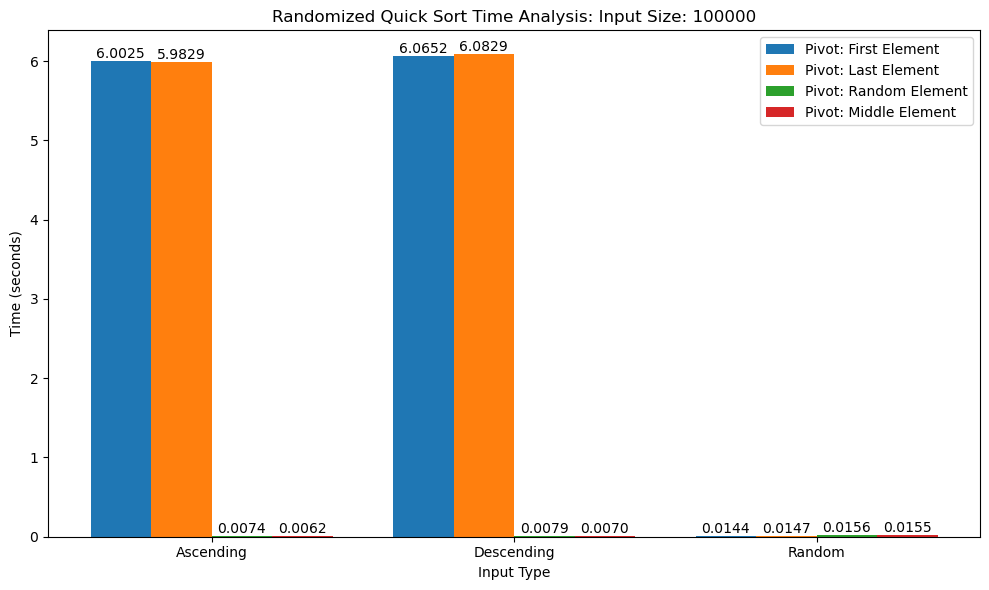 Randomized Quick Sort Time Analysis: Input Size: 100000
6.0025
5.9829
6.0652
6.0829
Pivot: First Element
Pivot: Last Element
Pivot: Random Element
Pivot: Middle Element
6
5
4
3
2
1
0
Time (seconds)
0.0074
0.0062
0.0079
0.0070
0.0144
0.0147
0.0156
0.0155
Ascending
Descending
Random
Input Type